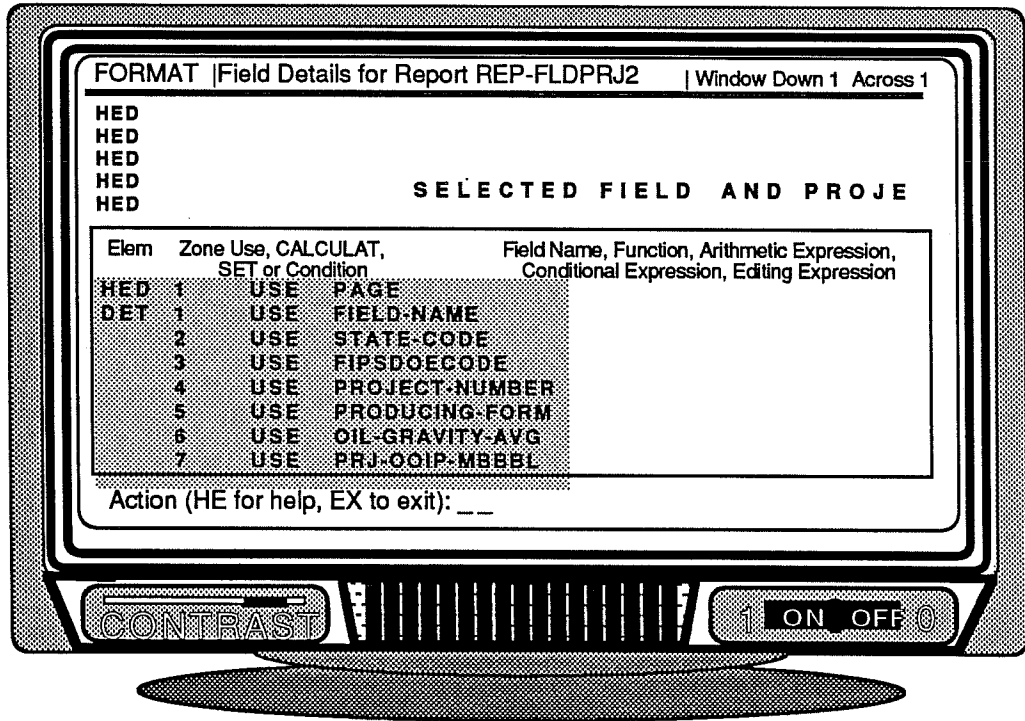 FORMAT |Field Details for Report REP-FLDPRJ2 | Window Down 1 Across 1
HED
HED
HED
HED SELECTED FIELD AND PROJE
HED
Elem Zone Use, CALCULAT, Field Name, Function, Arithmetic Expression,
SET or Condition Conditional Expression, Editing Expression
HED 1 USE PAGE
DET 1 USE FIELD-NAME
2 USE STATE-CODE
3 USE FIPSDOECODE
4 USE PROJECT-NUMBER
5 USE PRODUCING-FORM
6 USE OIL-GRAVITY-AVG
7 USE PRJ-OOIP-MBBBL
Action (HE for help, EX to exit): _ _
CONTRAST 1 ON OFF 0